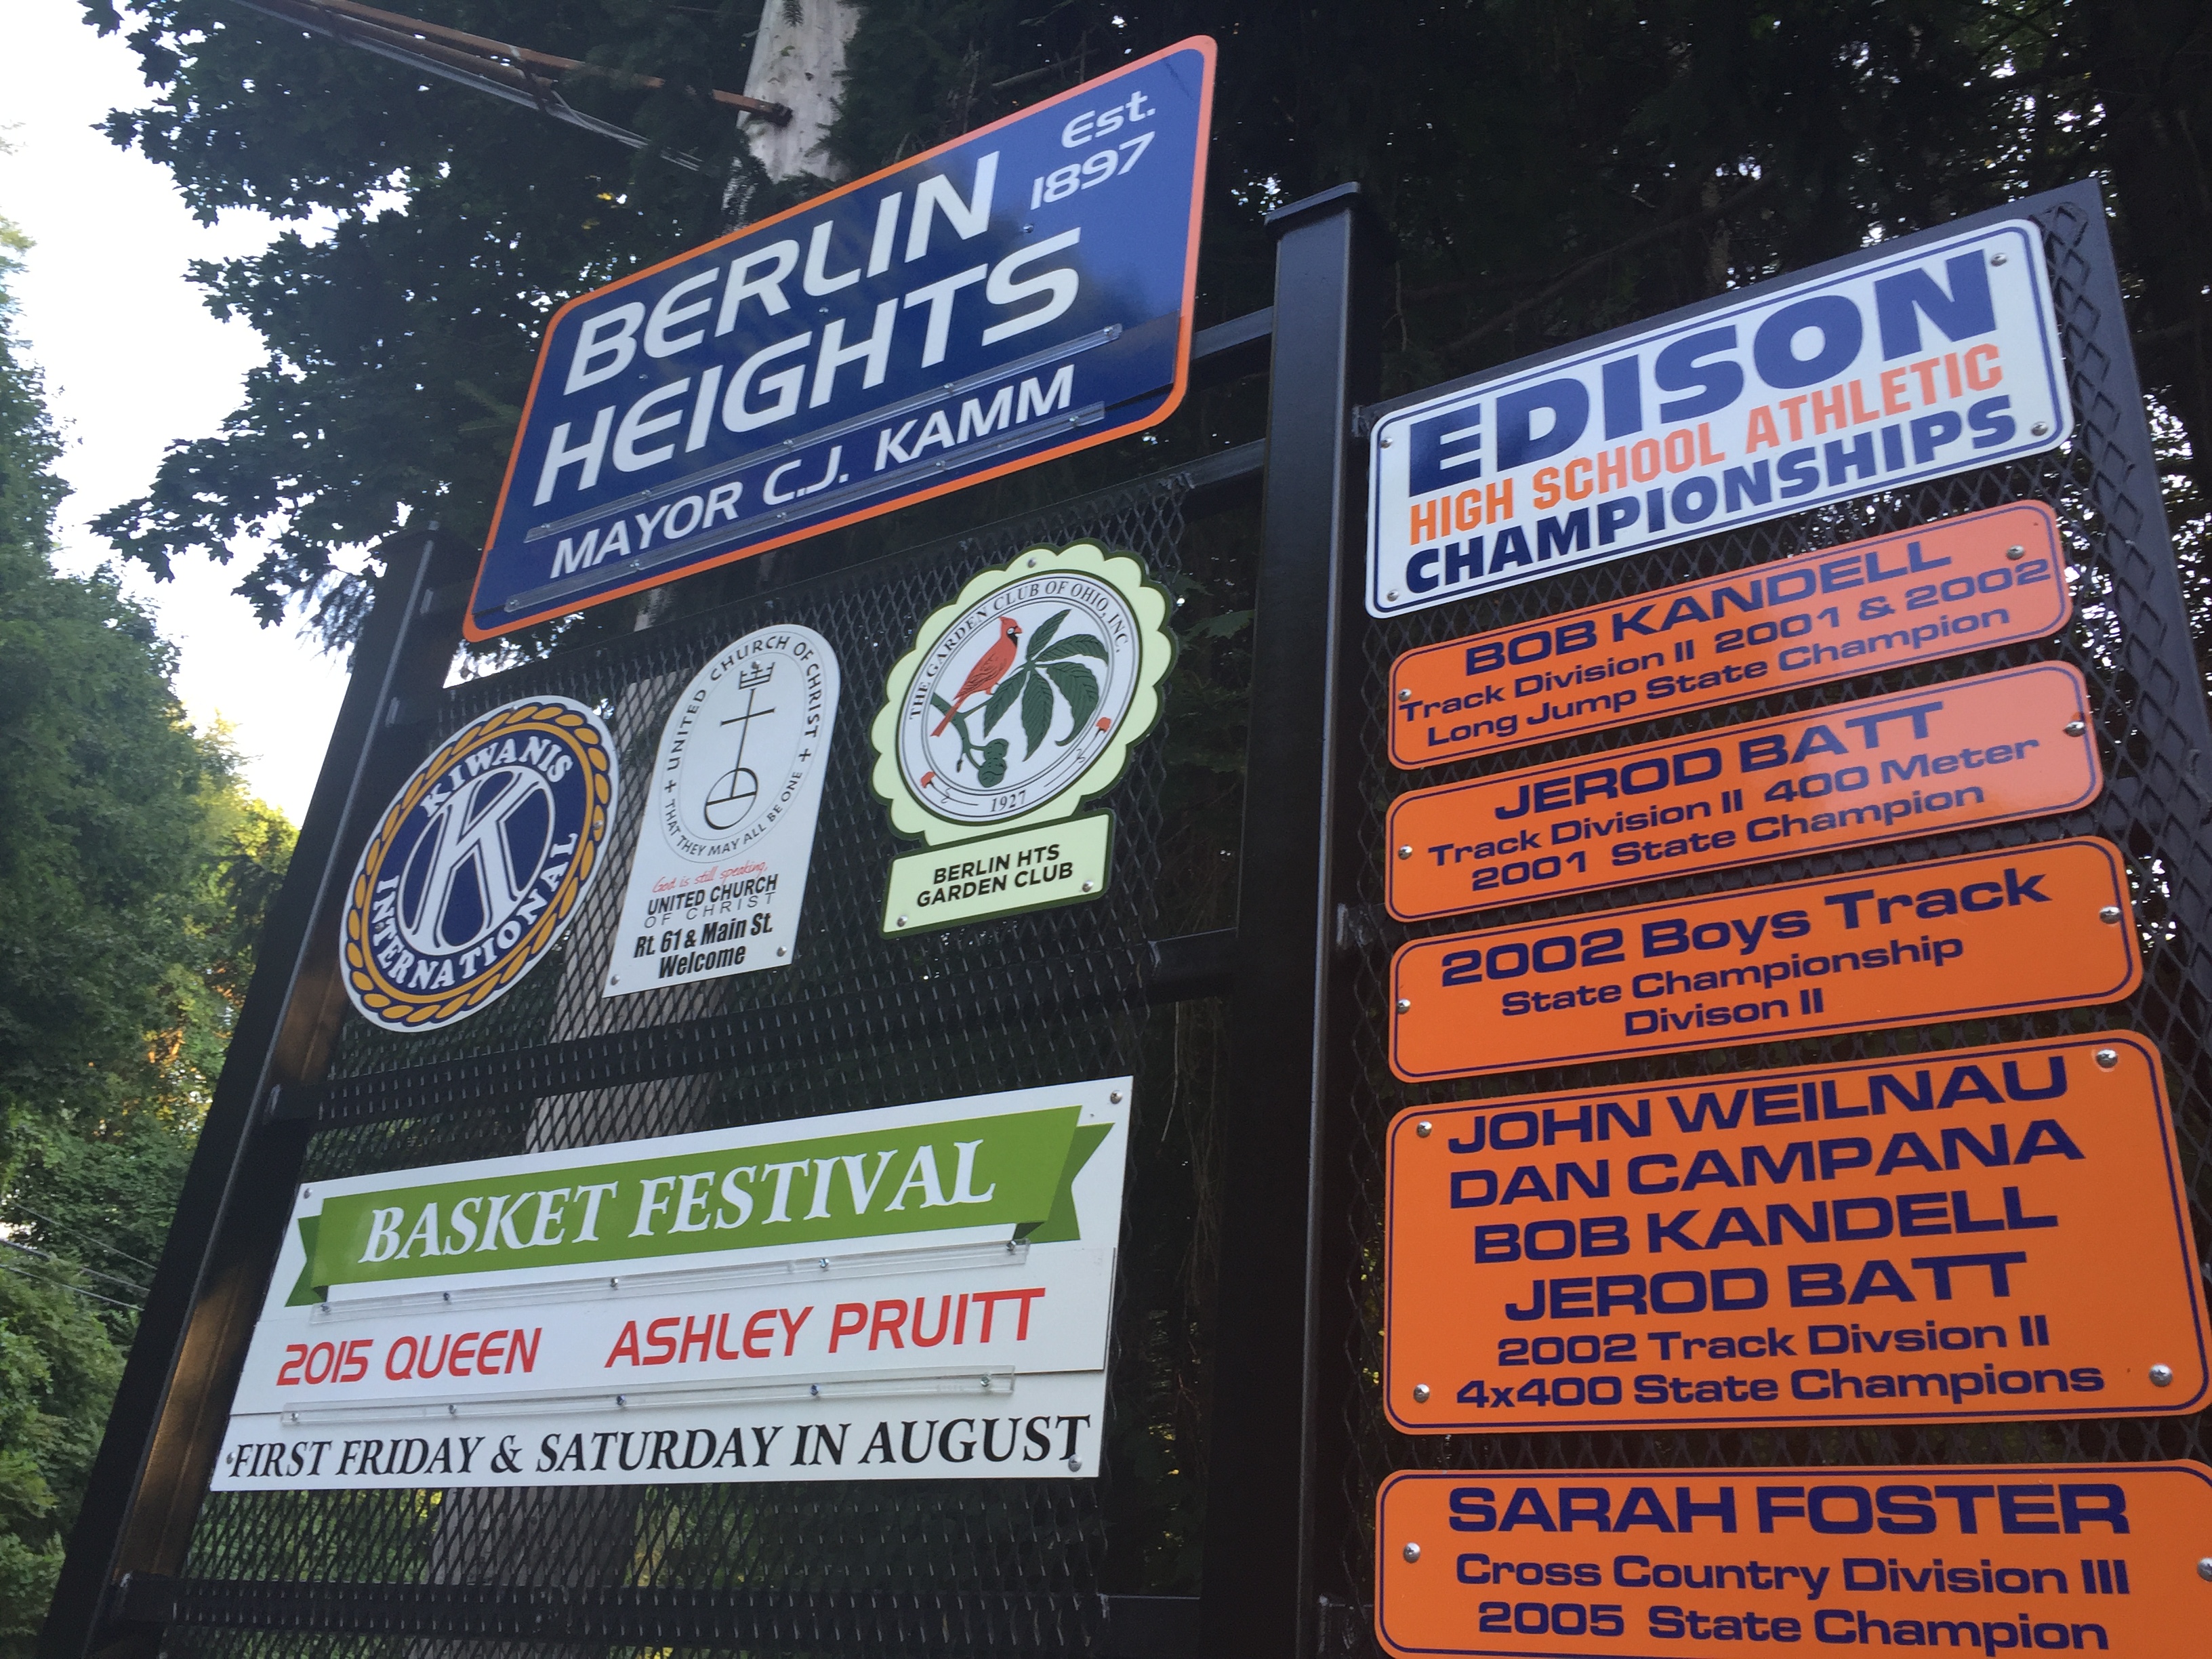 BERLIN
HEIGHTS
Est.
1897
MAYOR C.J. KAMM
KIWANIS
K
INTERNATIONAL
UNITED CHURCH OF CHRIST
THAT THEY MAY ALL BE ONE
God is still speaking,
UNITED CHURCH
OF CHRIST
Rt. 61 & Main St.
Welcome
THE GARDEN CLUB OF OHIO, INC.
1927
BERLIN HTS
GARDEN CLUB
BASKET FESTIVAL
2015 QUEEN ASHLEY PRUITT
FIRST FRIDAY & SATURDAY IN AUGUST
EDISON
HIGH SCHOOL ATHLETIC
CHAMPIONSHIPS
BOB KANDELL
Track Division II 2001 & 2002
Long Jump State Champion
JEROD BATT
Track Division II 400 Meter
2001 State Champion
2002 Boys Track
State Championship
Divison II
JOHN WEILNAU
DAN CAMPANA
BOB KANDELL
JEROD BATT
2002 Track Divsion II
4x400 State Champions
SARAH FOSTER
Cross Country Division III
2005 State Champion